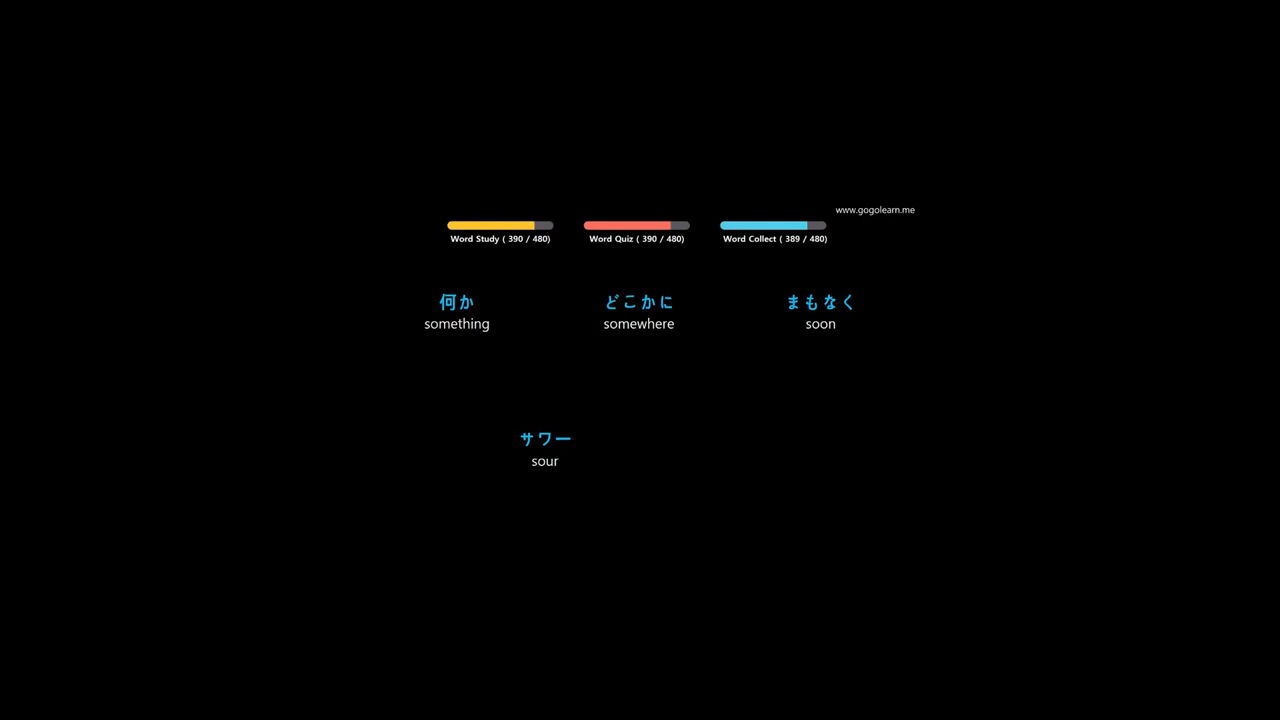 www.gogolearn.me
Word Study ( 390 / 480)
Word Quiz ( 390 / 480)
Word Collect ( 389 / 480)
何か
something
どこかに
somewhere
まもなく
soon
サワー
sour